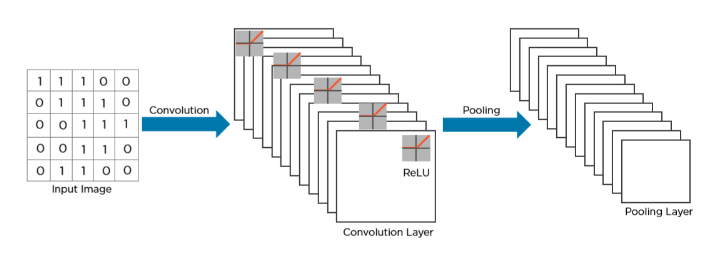 1 1 1 0 0
0 1 1 1 0
0 0 1 1 1
0 0 1 1 0
0 1 1 0 0
Input Image
Convolution
ReLU
Convolution Layer
Pooling
Pooling Layer